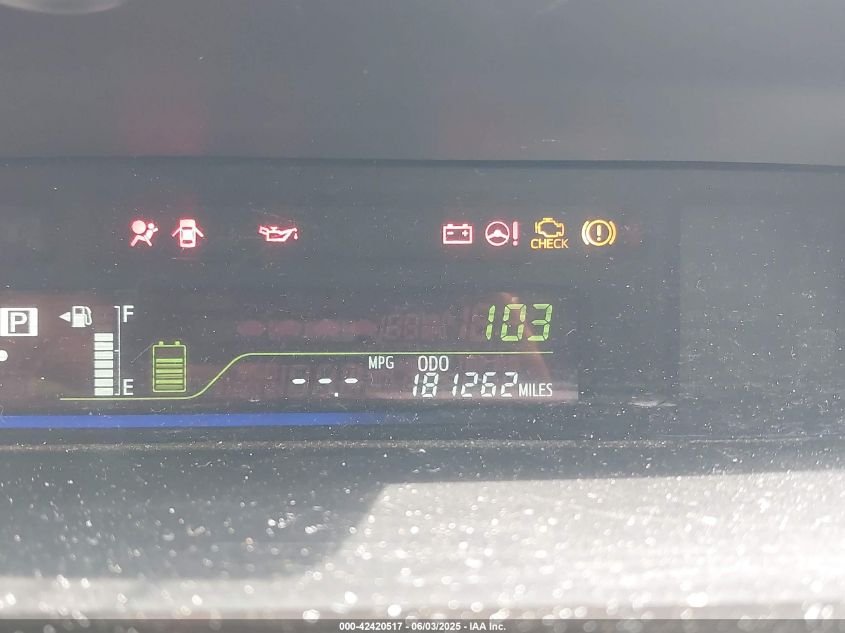 CHECK
P
F
103
MPG ODO
E
--.-
181262 MILES
000-42420517 - 06/03/2025 - IAA Inc.